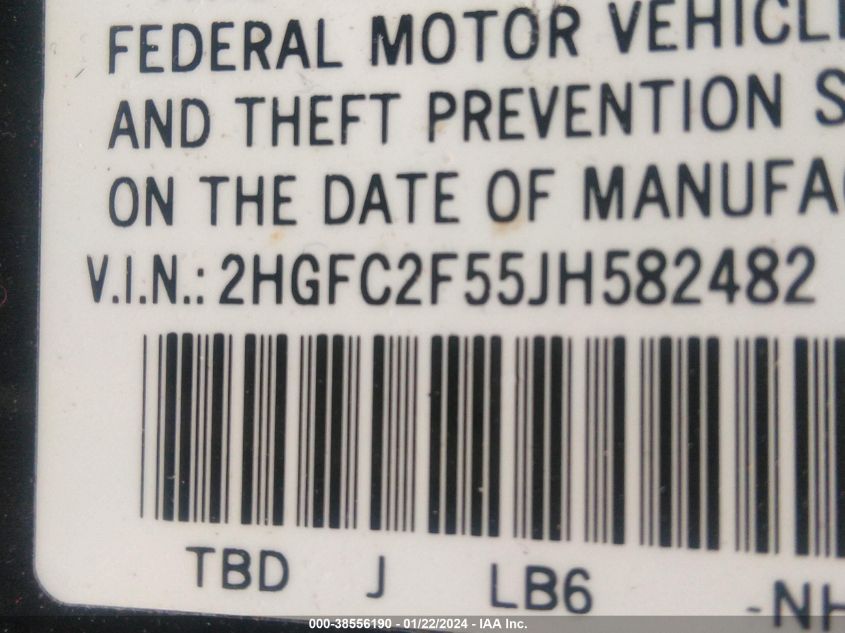 FEDERAL MOTOR VEHICL
AND THEFT PREVENTION S
ON THE DATE OF MANUFA
V.I.N.: 2HGFC2F55JH582482
TBD J LB6 -NH
000-38556190 - 01/22/2024 - IAA Inc.